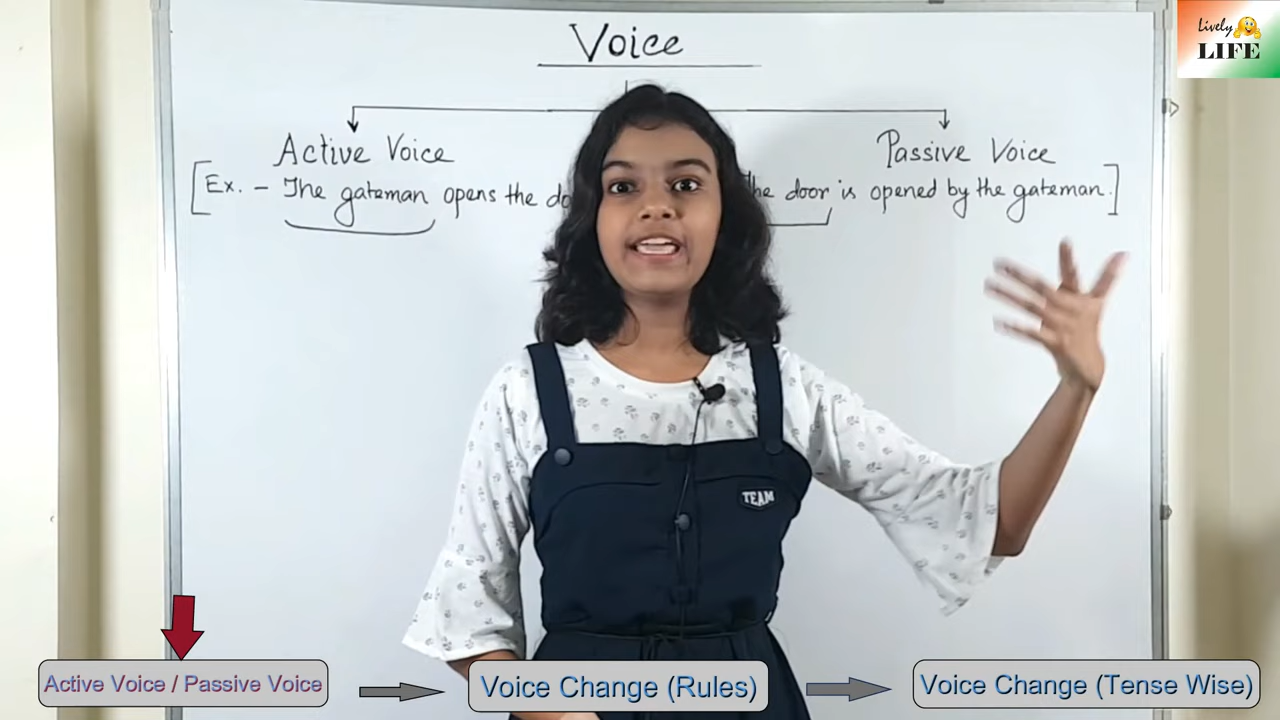 Voice
Lively
LIFE
Active Voice
Passive Voice
[Ex. – The gateman opens the do
he door is opened by the gateman.]
TEAM
Active Voice / Passive Voice
Voice Change (Rules)
Voice Change (Tense Wise)